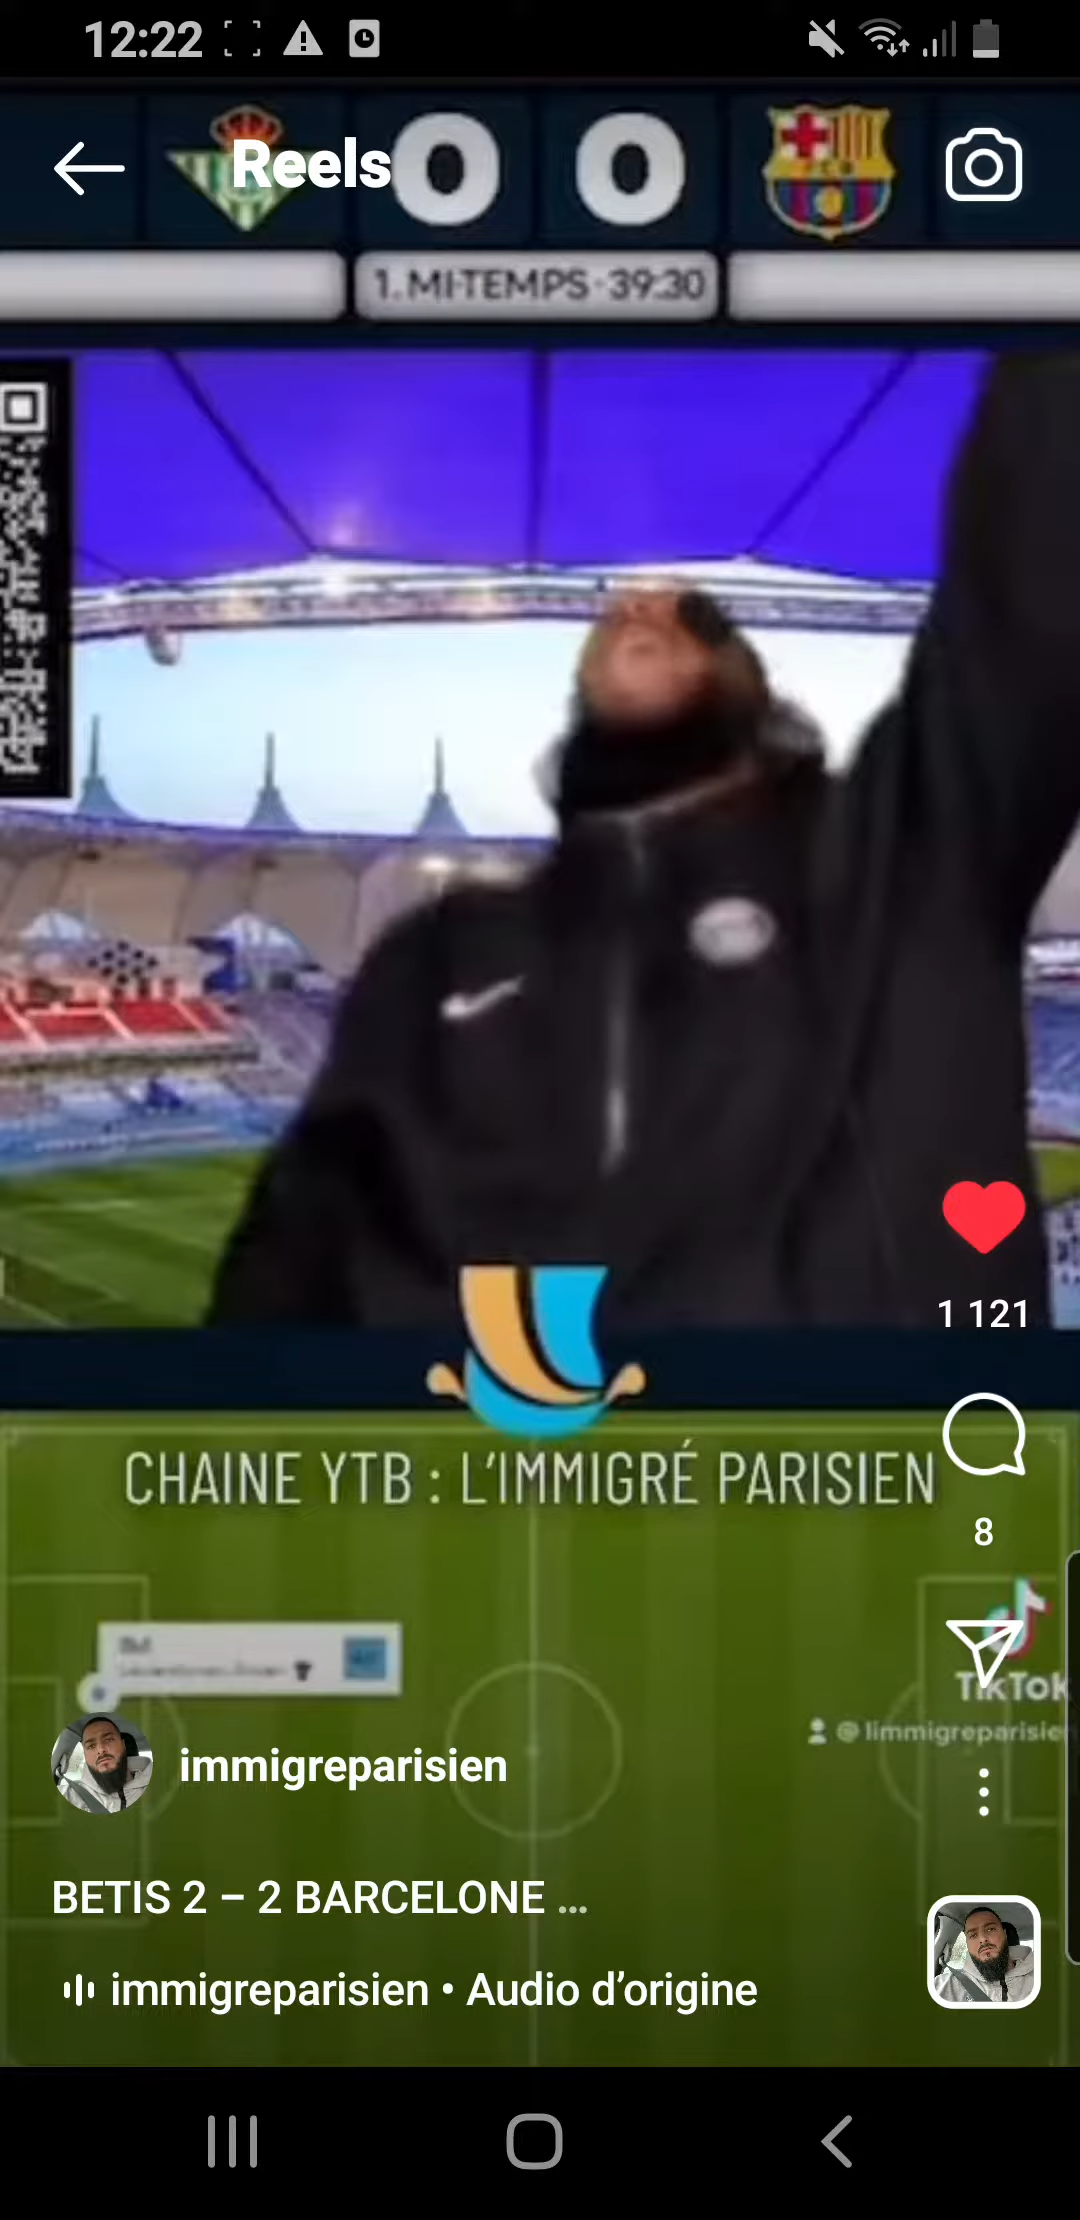 12:22
Reels
0 0
1. MI-TEMPS · 39:30
1 121
CHAINE YTB : L'IMMIGRÉ PARISIEN
8
TikTok
@limmigreparisie
immigreparisien
BETIS 2 – 2 BARCELONE ...
immigreparisien • Audio d'origine